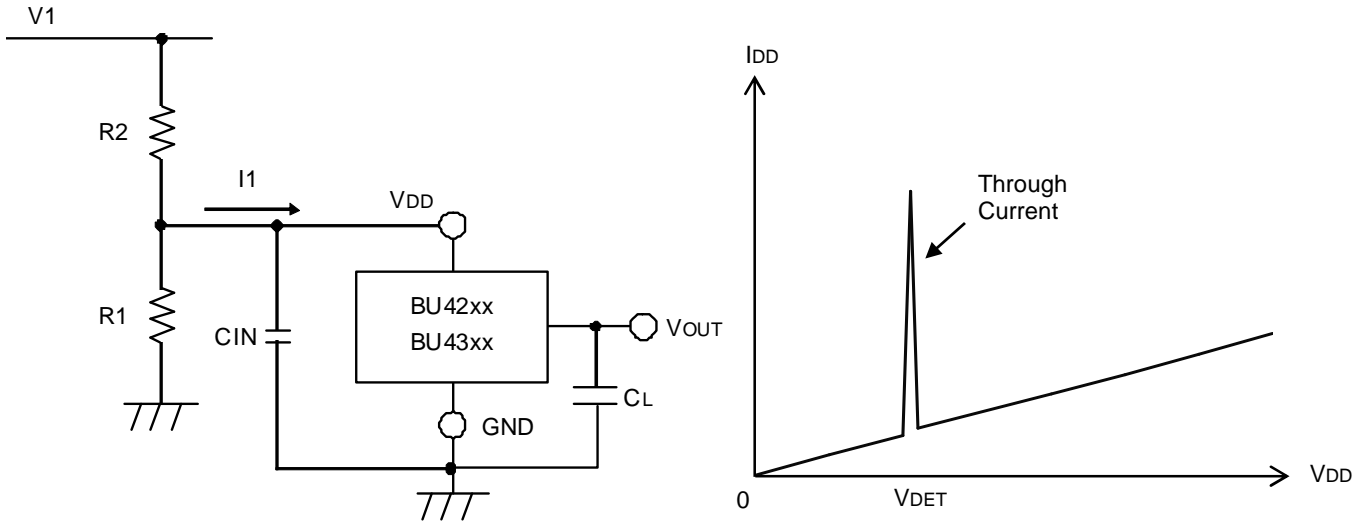 V1
R2
I1
VDD
R1
CIN
BU42xx
BU43xx
VOUT
CL
GND
IDD
Through
Current
0
VDET
VDD